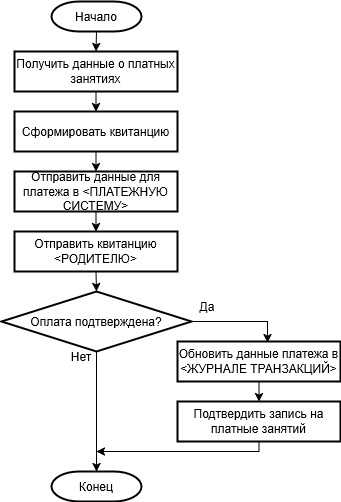 Начало
Получить данные о платных
занятиях
Сформировать квитанцию
Отправить данные для
платежа в <ПЛАТЕЖНУЮ
СИСТЕМУ>
Отправить квитанцию
<РОДИТЕЛЮ>
Оплата подтверждена?
Да
Нет
Обновить данные платежа в
<ЖУРНАЛЕ ТРАНЗАКЦИЙ>
Подтвердить запись на
платные занятий
Конец